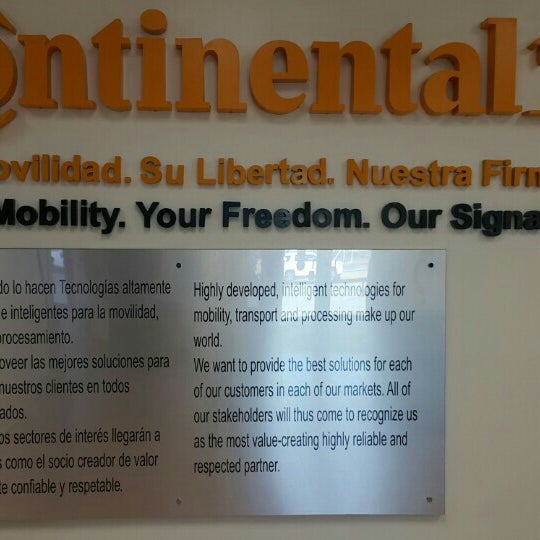 Continental
ovilidad. Su Libertad. Nuestra Firm
Mobility. Your Freedom. Our Signa
do lo hacen Tecnologías altamente
e inteligentes para la movilidad,
procesamiento.
oveer las mejores soluciones para
nuestros clientes en todos
ados.
os sectores de interés llegarán a
s como el socio creador de valor
te confiable y respetable.
Highly developed, intelligent technologies for
mobility, transport and processing make up our
world.
We want to provide the best solutions for each
of our customers in each of our markets. All of
our stakeholders will thus come to recognize us
as the most value-creating highly reliable and
respected partner.